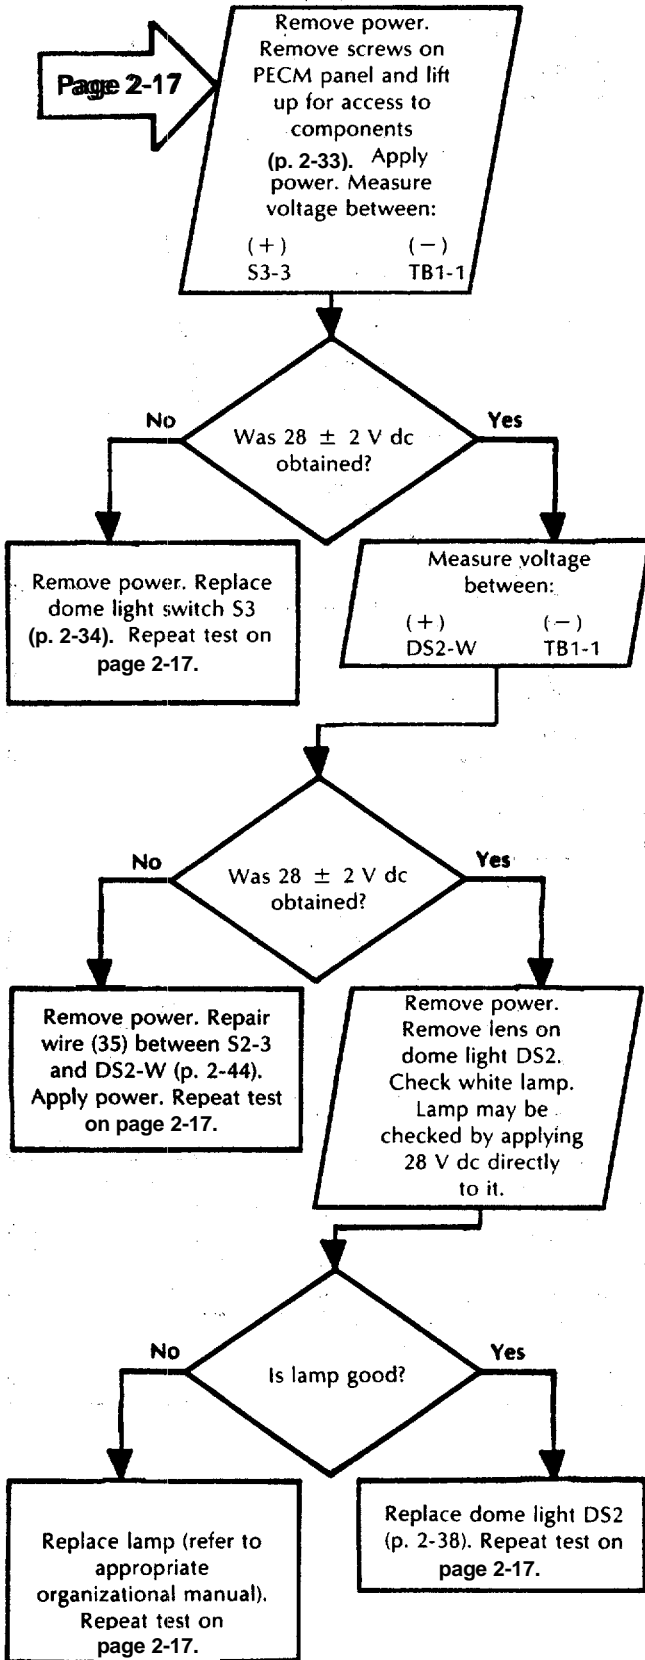 Page 2-17
Remove power.
Remove screws on
PECM panel and lift
up for access to
components
(p. 2-33). Apply
power. Measure
voltage between:
(+) (−)
S3-3 TB1-1
Was 28 ± 2 V dc
obtained?
No
Yes
Remove power. Replace
dome light switch S3
(p. 2-34). Repeat test on
page 2-17.
Measure voltage
between:
(+) (−)
DS2-W TB1-1
Was 28 ± 2 V dc
obtained?
No
Yes
Remove power. Repair
wire (35) between S2-3
and DS2-W (p. 2-44).
Apply power. Repeat test
on page 2-17.
Remove power.
Remove lens on
dome light DS2.
Check white lamp.
Lamp may be
checked by applying
28 V dc directly
to it.
Is lamp good?
No
Yes
Replace lamp (refer to
appropriate
organizational manual).
Repeat test on
page 2-17.
Replace dome light DS2
(p. 2-38). Repeat test on
page 2-17.